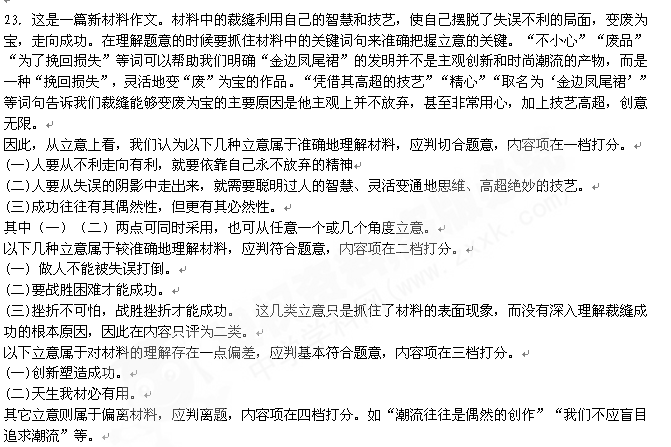 23. 这是一篇新材料作文。材料中的裁缝利用自己的智慧和技艺，使自己摆脱了失误不利的局面，变废为
宝，走向成功。在理解题意的时候要抓住材料中的关键词句来准确把握立意的关键。“不小心”“废品”
“为了挽回损失”等词可以帮助我们明确“金边凤尾裙”的发明并不是主观创新和时尚潮流的产物，而是
一种“挽回损失”，灵活地变“废”为宝的作品。“凭借其高超的技艺”“精心”“取名为‘金边凤尾裙’”
等词句告诉我们裁缝能够变废为宝的主要原因是他主观上并不放弃，甚至非常用心，加上技艺高超，创意
无限。
因此，从立意上看，我们认为以下几种立意属于准确地理解材料，应判切合题意，内容项在一档打分。
(一)人要从不利走向有利，就要依靠自己永不放弃的精神
(二)人要从失误的阴影中走出来，就需要聪明过人的智慧、灵活变通地思维、高超绝妙的技艺。
(三)成功往往有其偶然性，但更有其必然性。
其中（一）（二）两点可同时采用，也可从任意一个或几个角度立意。
以下几种立意属于较准确地理解材料，应判符合题意，内容项在二档打分。
(一) 做人不能被失误打倒。
(二)要战胜困难才能成功。
(三)挫折不可怕，战胜挫折才能成功。 这几类立意只是抓住了材料的表面现象，而没有深入理解裁缝成
功的根本原因，因此在内容只评为二类。
以下立意属于对材料的理解存在一点偏差，应判基本符合题意，内容项在三档打分。
(一)创新塑造成功。
(二)天生我材必有用。
其它立意则属于偏离材料，应判离题，内容项在四档打分。如“潮流往往是偶然的创作”“我们不应盲目
追求潮流”等。